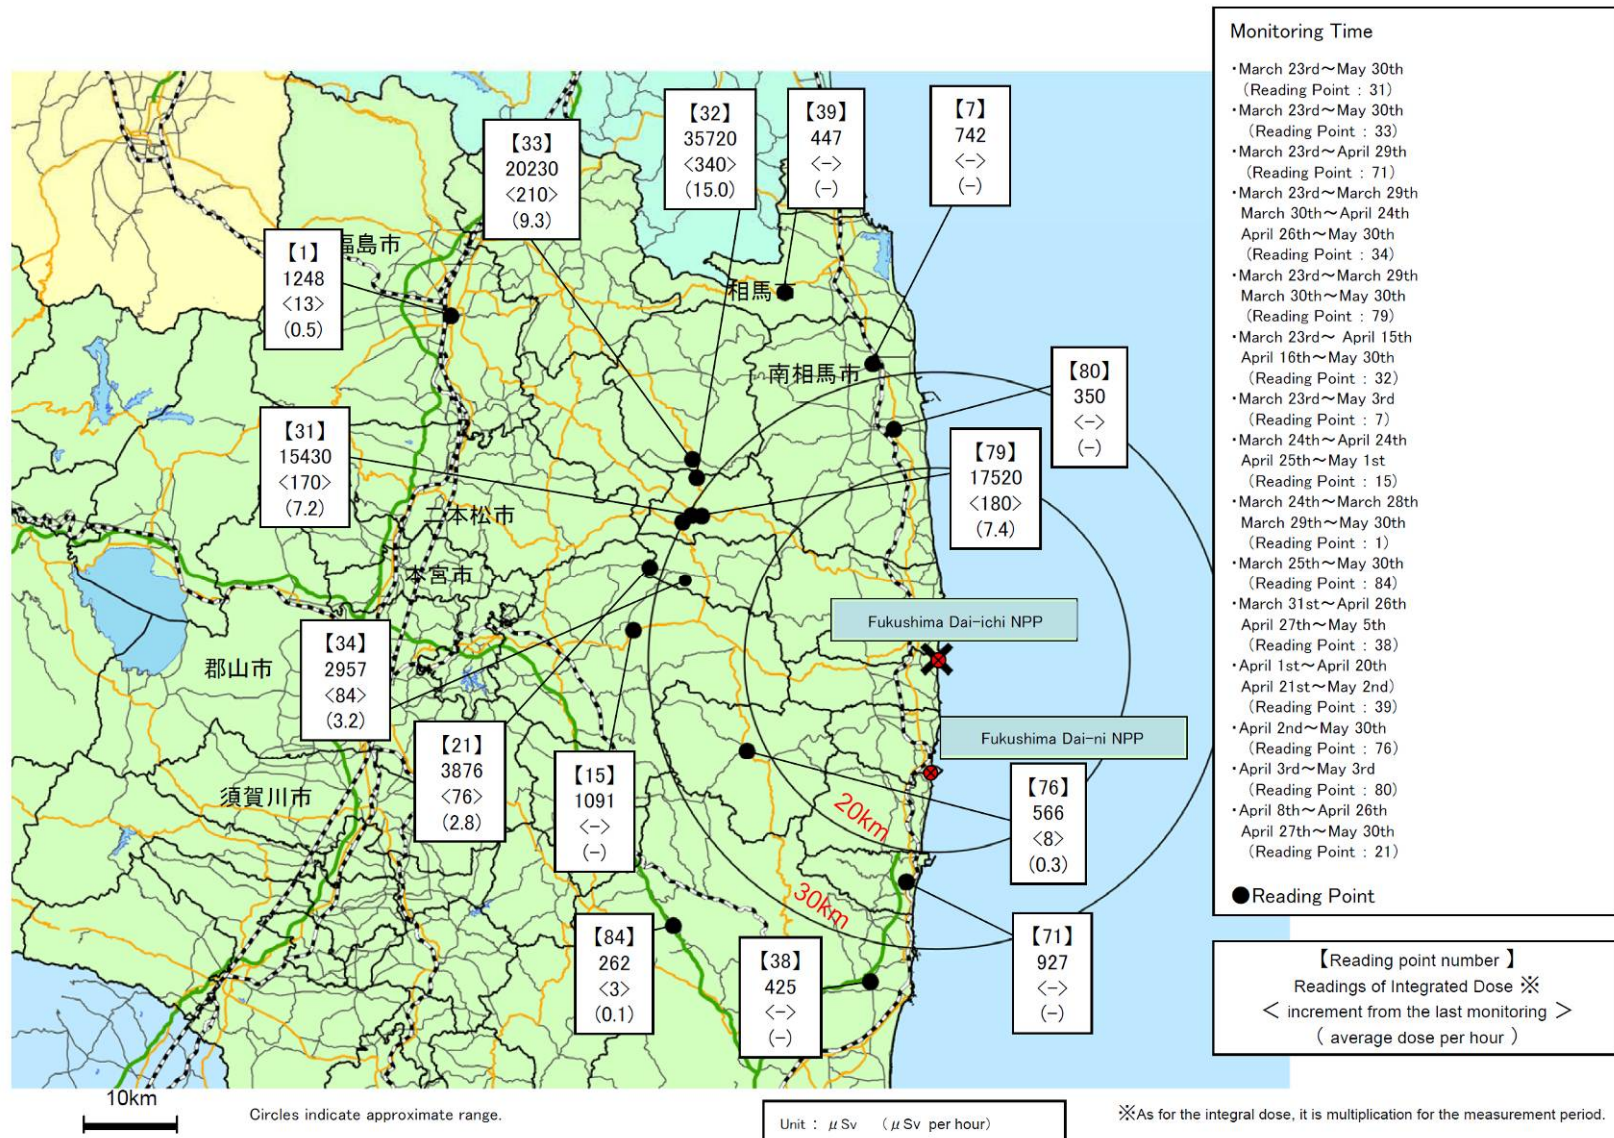 Monitoring Time
・March 23rd～May 30th
(Reading Point : 31)
・March 23rd～May 30th
(Reading Point : 33)
・March 23rd～April 29th
(Reading Point : 71)
・March 23rd～March 29th
March 30th～April 24th
April 26th～May 30th
(Reading Point : 34)
・March 23rd～March 29th
March 30th～May 30th
(Reading Point : 79)
・March 23rd～ April 15th
April 16th～May 30th
(Reading Point : 32)
・March 23rd～May 3rd
(Reading Point : 7)
・March 24th～April 24th
April 25th～May 1st
(Reading Point : 15)
・March 24th～March 28th
March 29th～May 30th
(Reading Point : 1)
・March 25th～May 30th
(Reading Point : 84)
・March 31st～April 26th
April 27th～May 5th
(Reading Point : 38)
・April 1st～April 20th
April 21st～May 2nd)
(Reading Point : 39)
・April 2nd～May 30th
(Reading Point : 76)
・April 3rd～May 3rd
(Reading Point : 80)
・April 8th～April 26th
April 27th～May 30th
(Reading Point : 21)
●Reading Point
【Reading point number 】
Readings of Integrated Dose ※
< increment from the last monitoring >
( average dose per hour )
【33】
20230
<210>
(9.3)
【32】
35720
<340>
(15.0)
【39】
447
<->
(-)
【7】
742
<->
(-)
【1】
1248
<13>
(0.5)
福島市
相馬市
南相馬市
【80】
350
<->
(-)
【31】
15430
<170>
(7.2)
【79】
17520
<180>
(7.4)
二本松市
本宮市
Fukushima Dai-ichi NPP
【34】
2957
<84>
(3.2)
郡山市
【21】
3876
<76>
(2.8)
Fukushima Dai-ni NPP
【15】
1091
<->
(-)
【76】
566
<8>
(0.3)
須賀川市
20km
30km
【84】
262
<3>
(0.1)
【38】
425
<->
(-)
【71】
927
<->
(-)
10km
Circles indicate approximate range.
Unit : μSv (μSv per hour)
※As for the integral dose, it is multiplication for the measurement period.